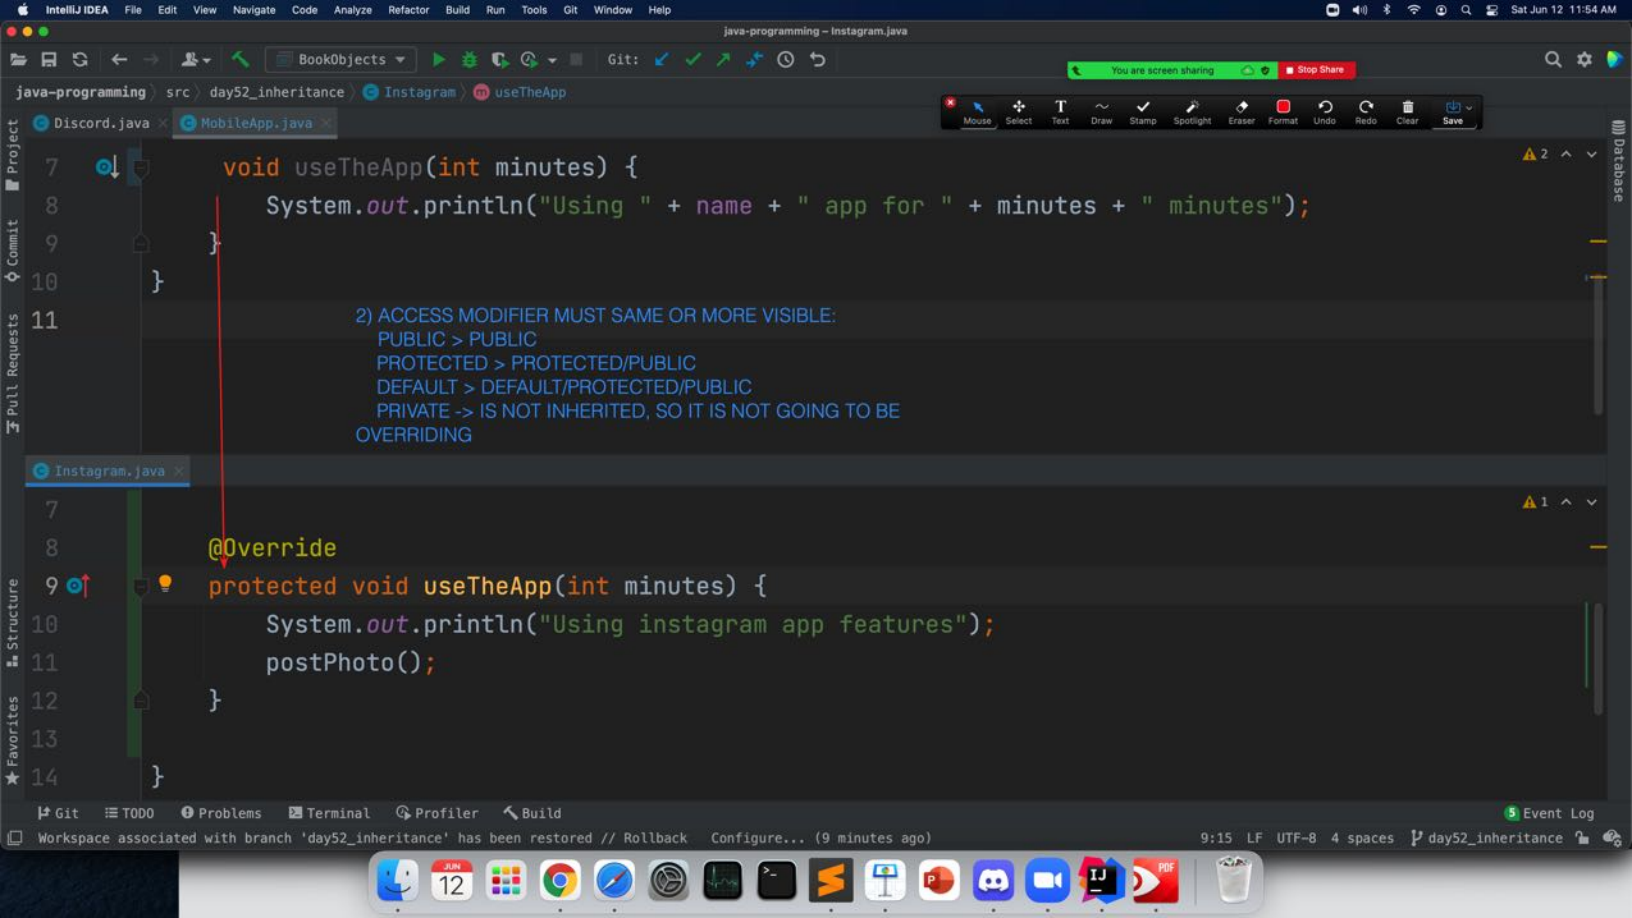 IntelliJ IDEA File Edit View Navigate Code Analyze Refactor Build Run Tools Git Window Help Sat Jun 12 11:54 AM
java-programming – Instagram.java
BookObjects Git:
You are screen sharing Stop Share
java-programming src day52_inheritance Instagram useTheApp
Mouse Select Text Draw Stamp Spotlight Eraser Format Undo Redo Clear Save
Discord.java MobileApp.java
Project
Commit
Pull Requests
Structure
Favorites
Database
2
7 void useTheApp(int minutes) {
8 System.out.println("Using " + name + " app for " + minutes + " minutes");
9 }
10 }
11
2) ACCESS MODIFIER MUST SAME OR MORE VISIBLE:
PUBLIC > PUBLIC
PROTECTED > PROTECTED/PUBLIC
DEFAULT > DEFAULT/PROTECTED/PUBLIC
PRIVATE -> IS NOT INHERITED, SO IT IS NOT GOING TO BE
OVERRIDING
Instagram.java
1
7
8 @Override
9 protected void useTheApp(int minutes) {
10 System.out.println("Using instagram app features");
11 postPhoto();
12 }
13
14 }
Git TODO Problems Terminal Profiler Build 5 Event Log
Workspace associated with branch 'day52_inheritance' has been restored // Rollback Configure... (9 minutes ago) 9:15 LF UTF-8 4 spaces day52_inheritance
JUN
12
>_
P
IJ
PDF